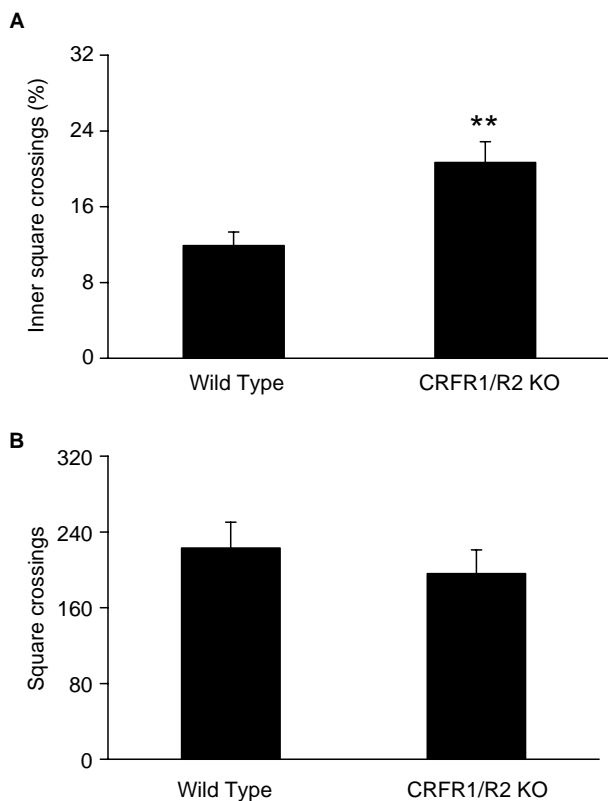 A
Inner square crossings (%)
32
24
16
8
0
**
Wild Type
CRFR1/R2 KO
B
Square crossings
320
240
160
80
0
Wild Type
CRFR1/R2 KO